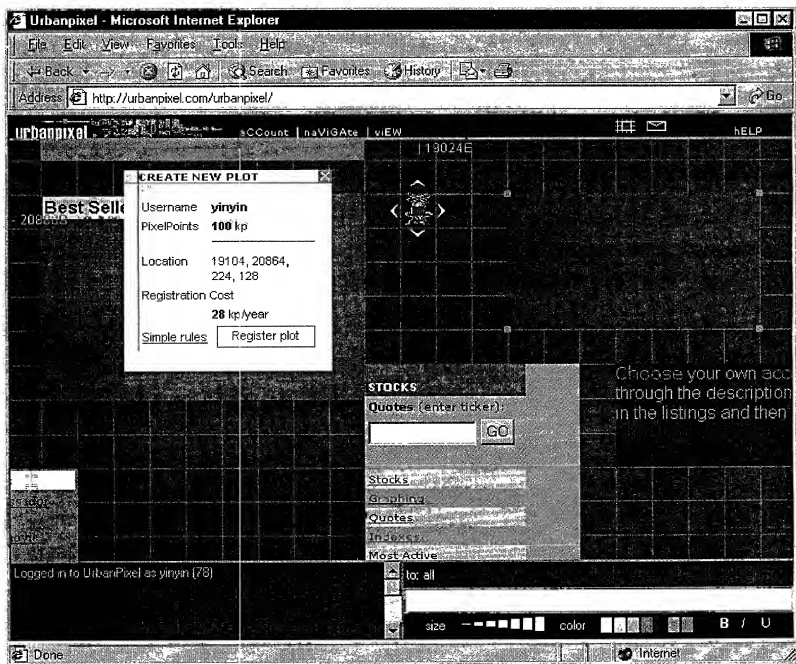 Urbanpixel - Microsoft Internet Explorer
File Edit View Favorites Tools Help
Back Search Favorites History
Address http://urbanpixel.com/urbanpixel/ Go
urbanpixel aCCount | naViGAte | viEW hELP
19024E
CREATE NEW PLOT
Best Selle
Username yinyin
PixelPoints 100 kp
Location 19104, 20864,
224, 128
Registration Cost
28 kp/year
Simple rules Register plot
STOCKS
Quotes (enter ticker):
GO
Choose your own acc
through the description
in the listings and then
Stocks
Graphing
Quotes
Indexes
Most Active
Logged in to UrbanPixel as yinyin (78)
to: all
size color B I U
Done Internet